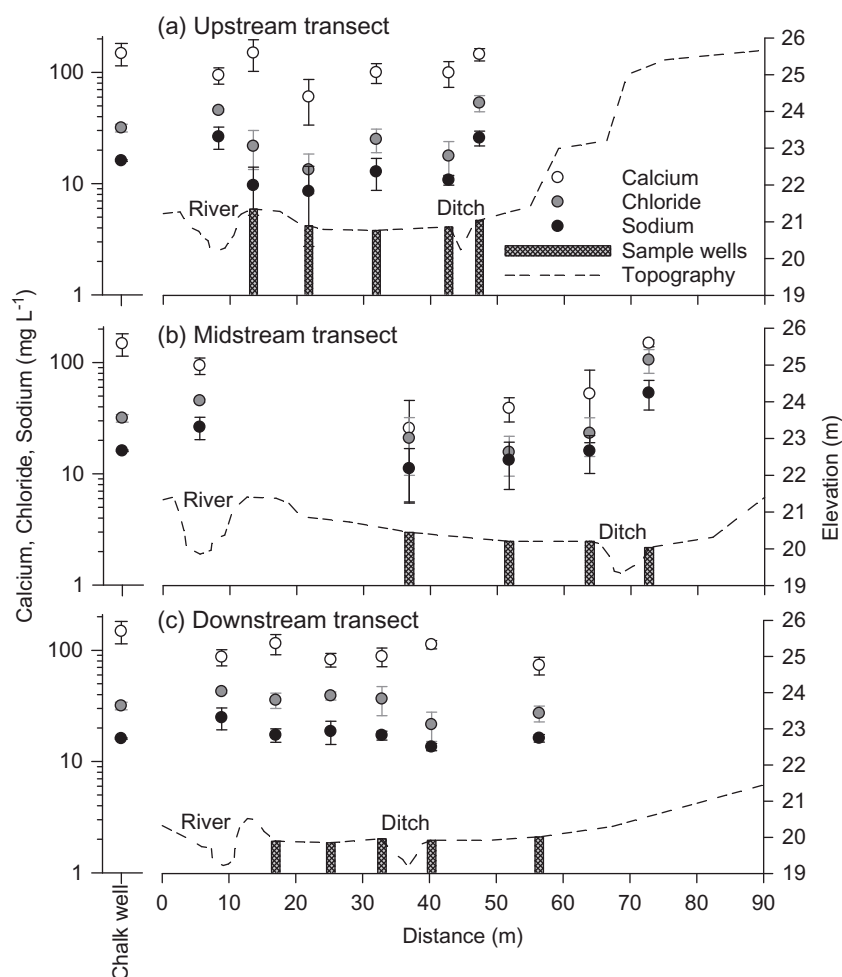 (a) Upstream transect
26
25
24
23
22
21
20
19
100
10
1
River
Ditch
Calcium
Chloride
Sodium
Sample wells
Topography
(b) Midstream transect
26
25
24
23
22
21
20
19
100
10
1
River
Ditch
Calcium, Chloride, Sodium (mg L-1)
Elevation (m)
(c) Downstream transect
26
25
24
23
22
21
20
19
100
10
1
River
Ditch
Chalk well
0 10 20 30 40 50 60 70 80 90
Distance (m)